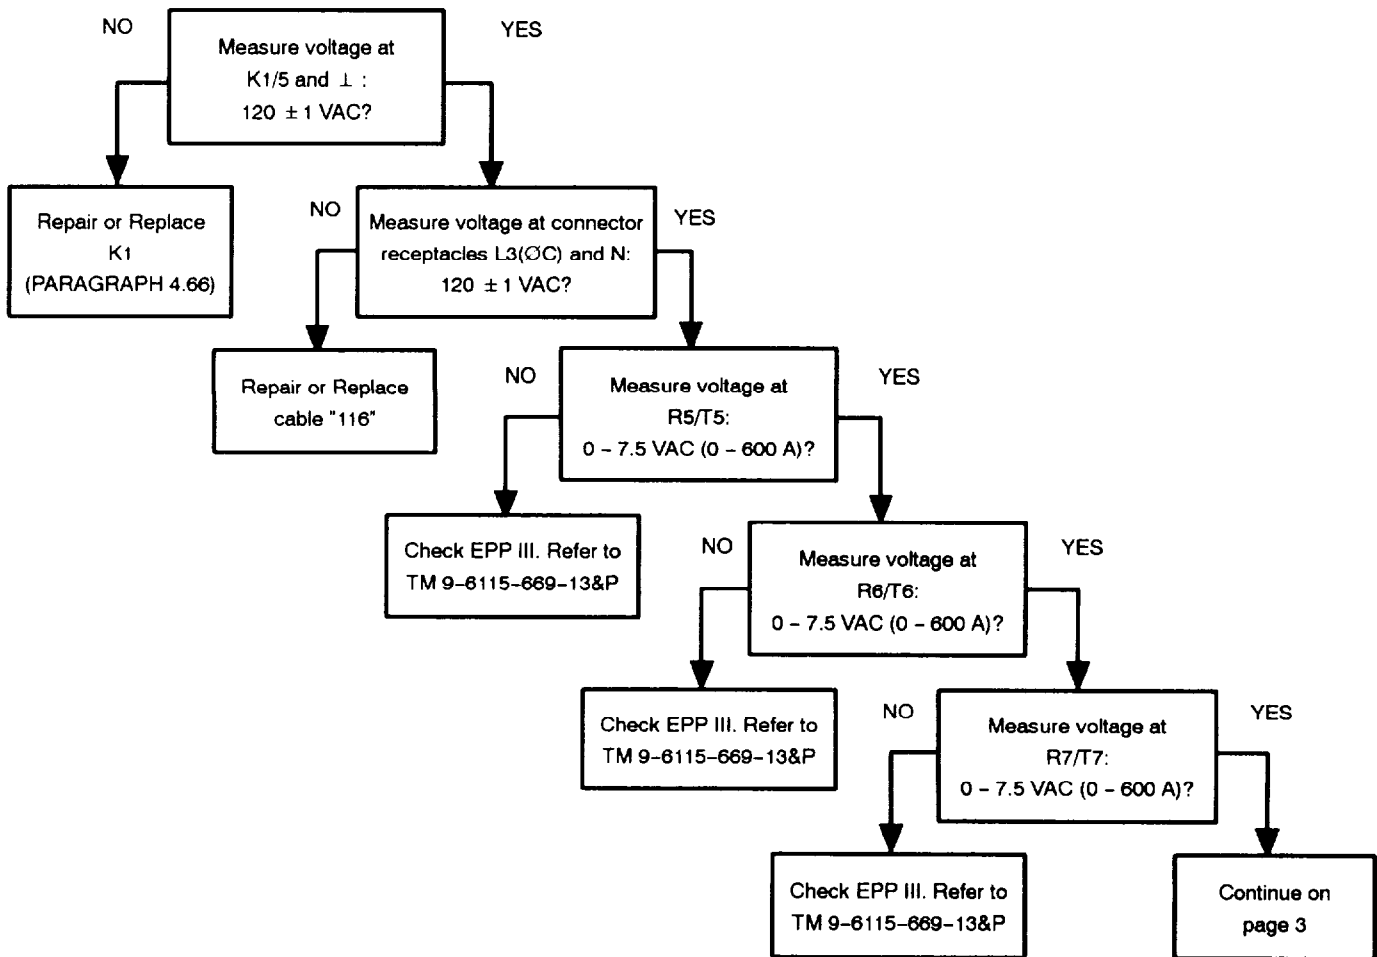 NO
YES
Measure voltage at
K1/5 and ⊥ :
120 ± 1 VAC?
Repair or Replace
K1
(PARAGRAPH 4.66)
NO
YES
Measure voltage at connector
receptacles L3(ØC) and N:
120 ± 1 VAC?
Repair or Replace
cable "116"
NO
YES
Measure voltage at
R5/T5:
0 – 7.5 VAC (0 – 600 A)?
Check EPP III. Refer to
TM 9–6115–669–13&P
NO
YES
Measure voltage at
R6/T6:
0 – 7.5 VAC (0 – 600 A)?
Check EPP III. Refer to
TM 9–6115–669–13&P
NO
YES
Measure voltage at
R7/T7:
0 – 7.5 VAC (0 – 600 A)?
Check EPP III. Refer to
TM 9–6115–669–13&P
Continue on
page 3